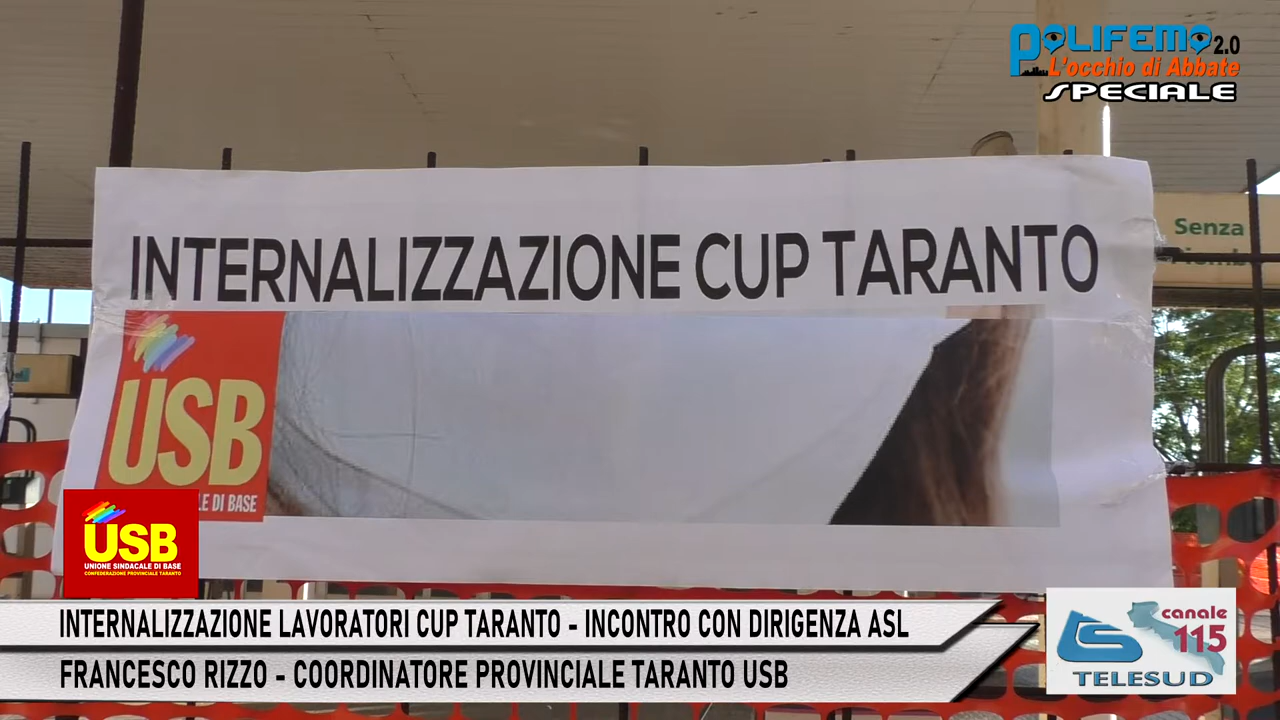 POLIFEMO 2.0
L'occhio di Abbate
SPECIALE
Senza
INTERNALIZZAZIONE CUP TARANTO
USB
LE DI BASE
USB
UNIONE SINDACALE DI BASE
CONFEDERAZIONE PROVINCIALE TARANTO
INTERNALIZZAZIONE LAVORATORI CUP TARANTO - INCONTRO CON DIRIGENZA ASL
FRANCESCO RIZZO - COORDINATORE PROVINCIALE TARANTO USB
canale
115
TELESUD